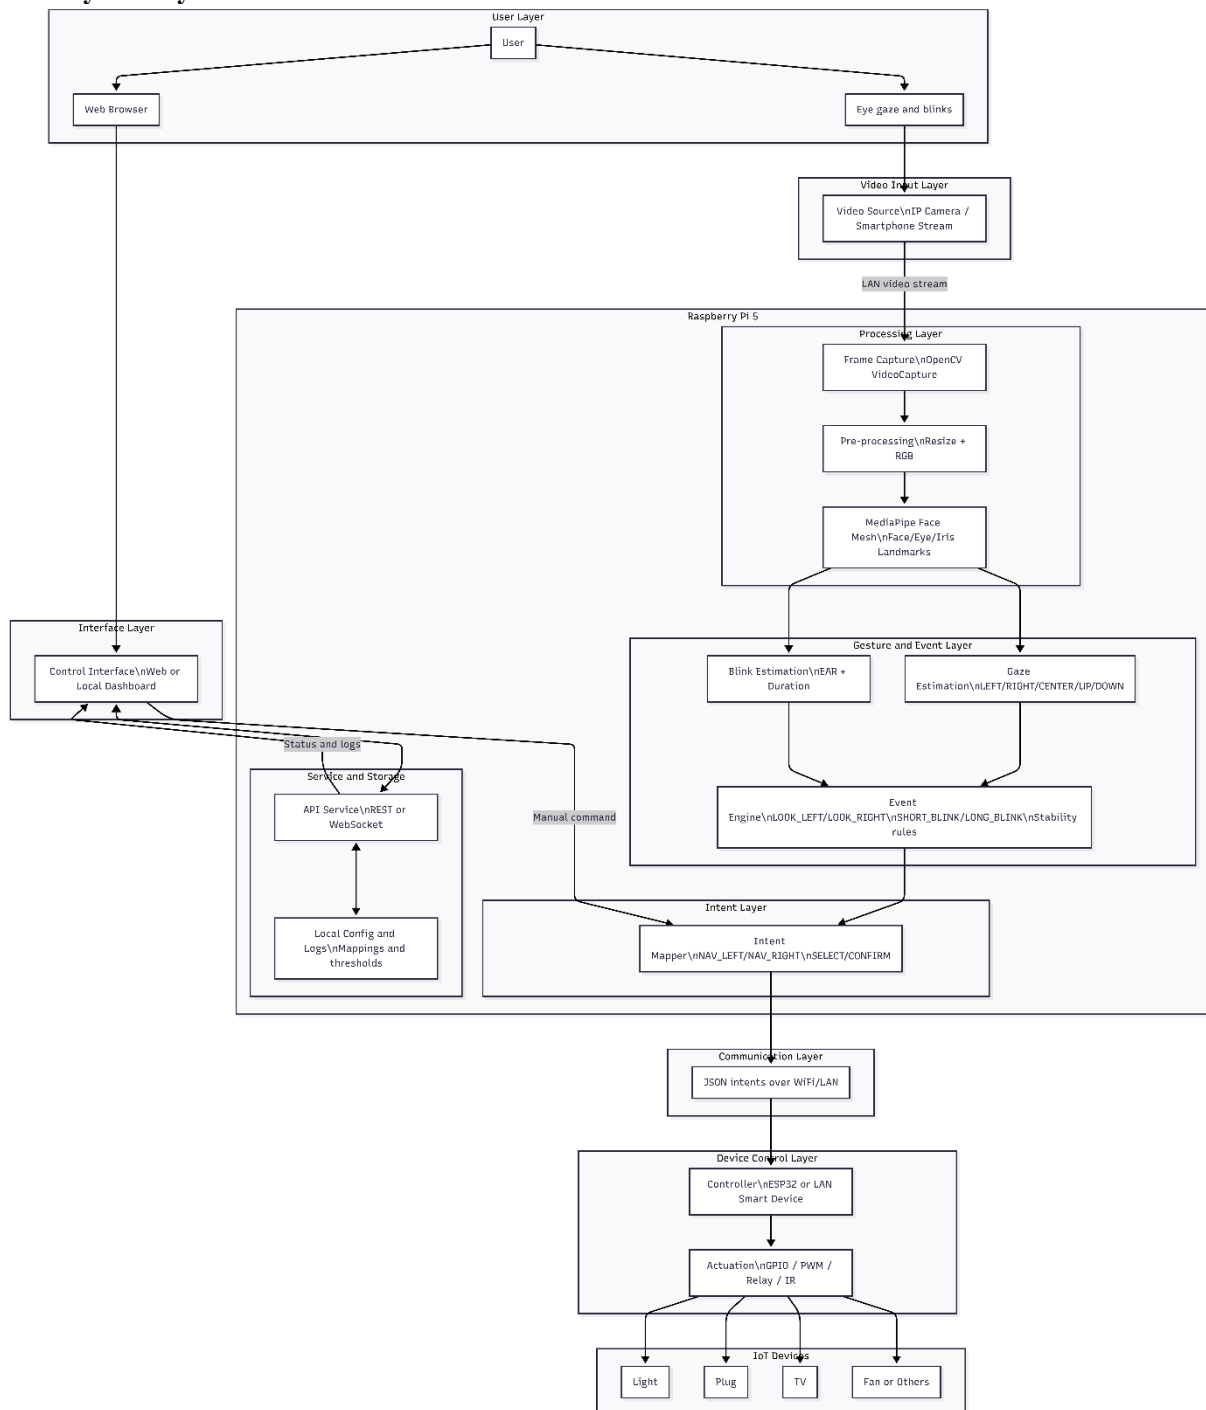 User Layer
User
Web Browser
Eye gaze and blinks
Video Input Layer
Video Source\nIP Camera /
Smartphone Stream
LAN video stream
Raspberry Pi 5
Processing Layer
Frame Capture\nOpenCV
VideoCapture
Pre-processing\nResize +
RGB
MediaPipe Face
Mesh\nFace/Eye/Iris
Landmarks
Interface Layer
Control Interface\nWeb or
Local Dashboard
Gesture and Event Layer
Blink Estimation\nEAR +
Duration
Gaze
Estimation\nLEFT/RIGHT/CENTER/UP/DOWN
Status and logs
Service and Storage
API Service\nREST or
WebSocket
Manual command
Event
Engine\nLOOK_LEFT/LOOK_RIGHT\nSHORT_BLINK/LONG_BLINK\nStability
rules
Local Config and
Logs\nMappings and
thresholds
Intent Layer
Intent
Mapper\nNAV_LEFT/NAV_RIGHT\nSELECT/CONFIRM
Communication Layer
JSON intents over WiFi/LAN
Device Control Layer
Controller\nESP32 or LAN
Smart Device
Actuation\nGPIO / PWM /
Relay / IR
IoT Devices
Light
Plug
TV
Fan or Others